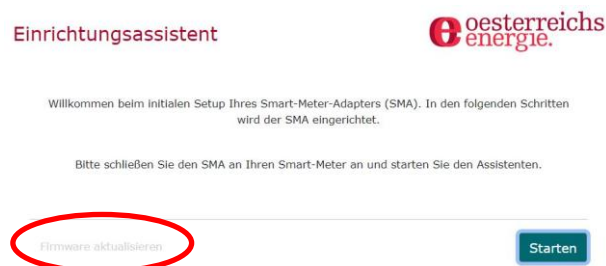 Einrichtungsassistent
oesterreichs
energie.
Willkommen beim initialen Setup Ihres Smart-Meter-Adapters (SMA). In den folgenden Schritten
wird der SMA eingerichtet.
Bitte schließen Sie den SMA an Ihren Smart-Meter an und starten Sie den Assistenten.
Firmware aktualisieren
Starten